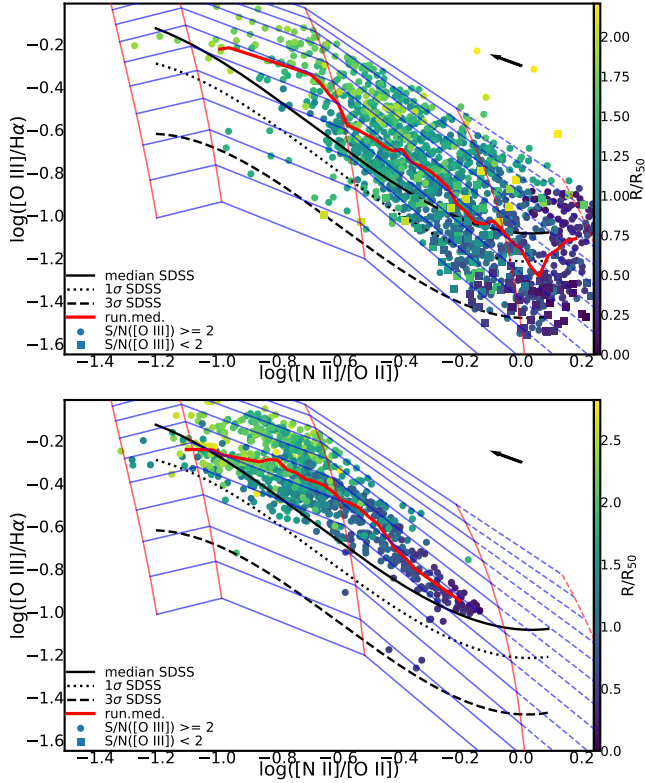 −0.2
−0.4
−0.6
−0.8
−1.0
−1.2
−1.4
−1.6
log([O III]/Hα)
median SDSS
1σ SDSS
3σ SDSS
run.med.
S/N([O III]) >= 2
S/N([O III]) < 2
−1.4 −1.2 −1.0 −0.8 −0.6 −0.4 −0.2 0.0 0.2
log([N II]/[O II])
2.00
1.75
1.50
1.25
1.00
0.75
0.50
0.25
0.00
R/R50
−0.2
−0.4
−0.6
−0.8
−1.0
−1.2
−1.4
−1.6
log([O III]/Hα)
median SDSS
1σ SDSS
3σ SDSS
run.med.
S/N([O III]) >= 2
S/N([O III]) < 2
−1.4 −1.2 −1.0 −0.8 −0.6 −0.4 −0.2 0.0 0.2
log([N II]/[O II])
2.5
2.0
1.5
1.0
0.5
0.0
R/R50